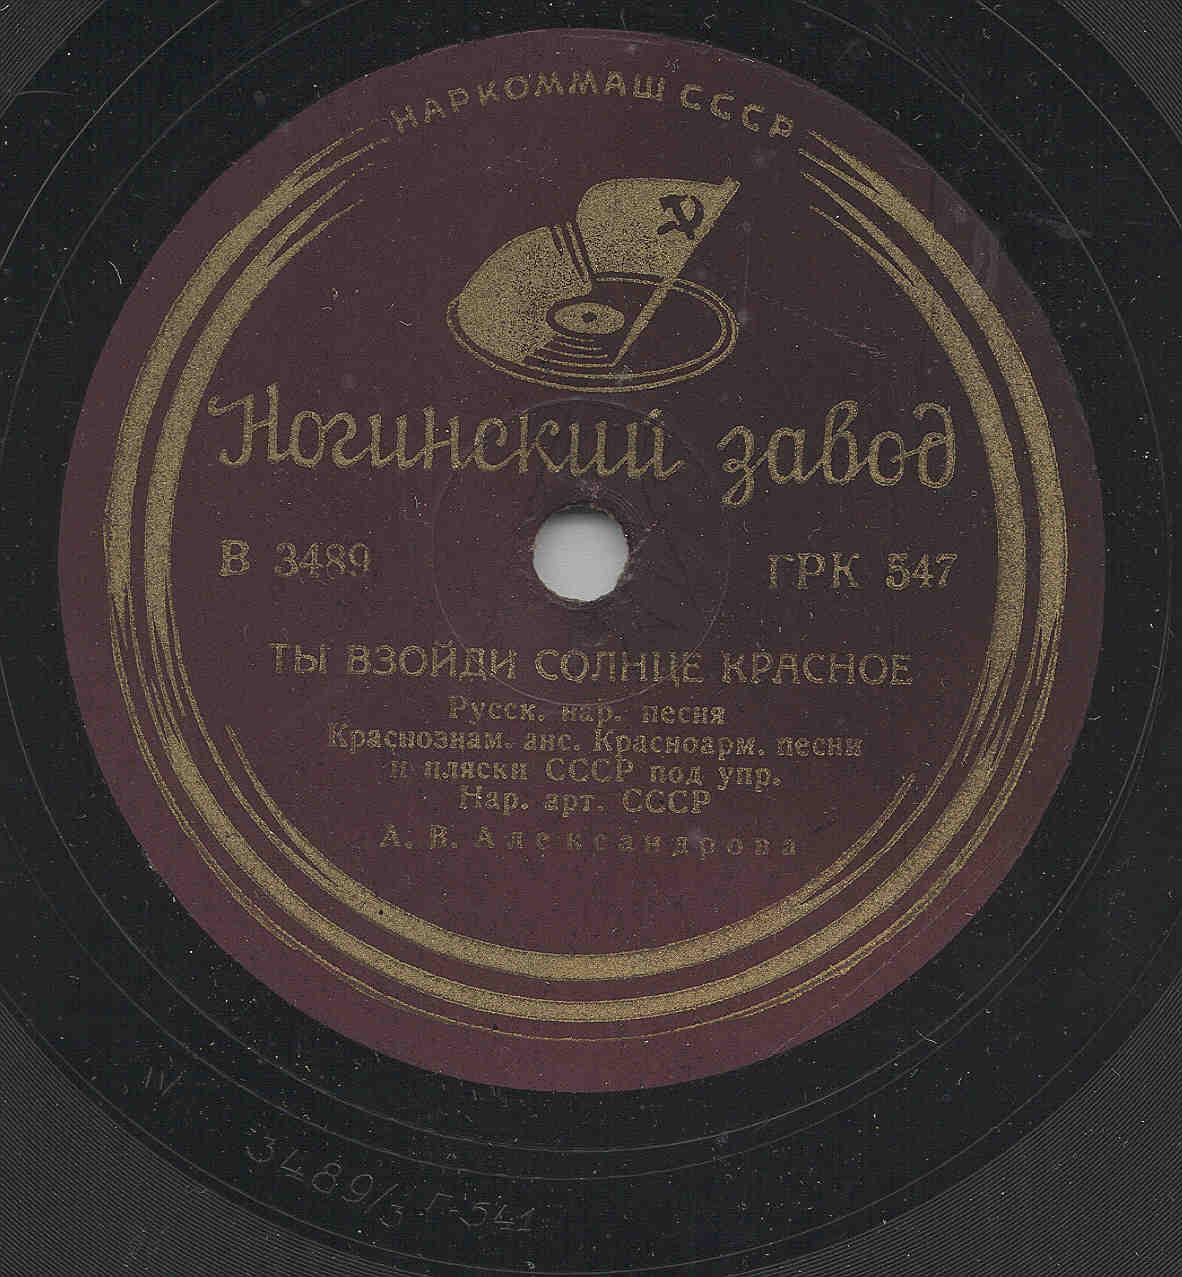 НАРКОММАШ СССР
Ногинский завод
В 3489 ГРК 547
ТЫ ВЗОЙДИ СОЛНЦЕ КРАСНОЕ
Русск. нар. песня
Краснознам. анс. Красноарм. песни
и пляски СССР под упр.
Нар. арт. СССР
А. В. Александрова
IV
3489/3 Г-541